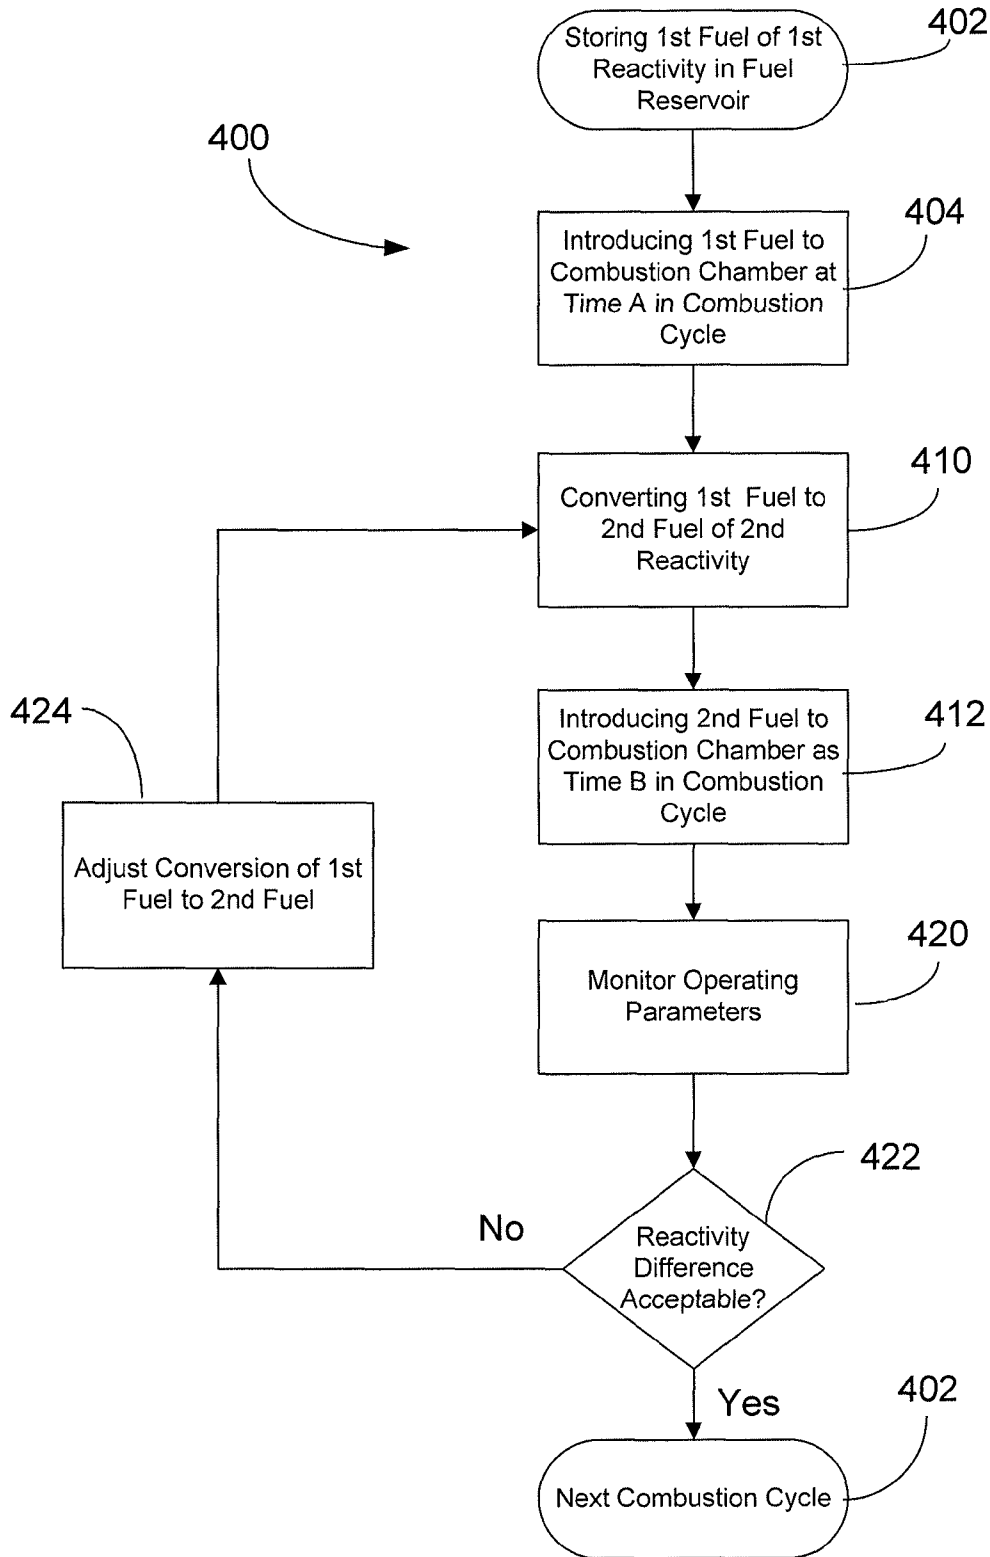 Storing 1st Fuel of 1st
Reactivity in Fuel
Reservoir
402
400
Introducing 1st Fuel to
Combustion Chamber at
Time A in Combustion
Cycle
404
Converting 1st Fuel to
2nd Fuel of 2nd
Reactivity
410
Introducing 2nd Fuel to
Combustion Chamber as
Time B in Combustion
Cycle
412
424
Adjust Conversion of 1st
Fuel to 2nd Fuel
Monitor Operating
Parameters
420
Reactivity
Difference
Acceptable?
422
No
Yes
Next Combustion Cycle
402